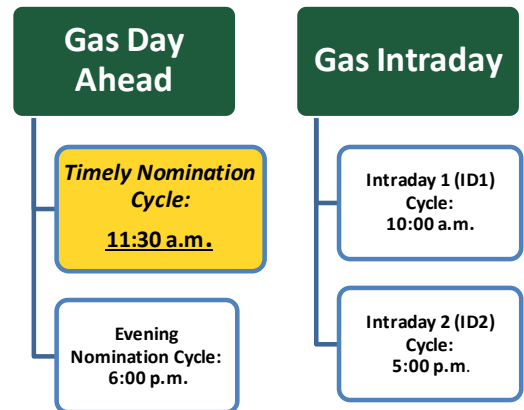 Gas Day
Ahead
Timely Nomination
Cycle:
11:30 a.m.
Evening
Nomination Cycle:
6:00 p.m.
Gas Intraday
Intraday 1 (ID1)
Cycle:
10:00 a.m.
Intraday 2 (ID2)
Cycle:
5:00 p.m.